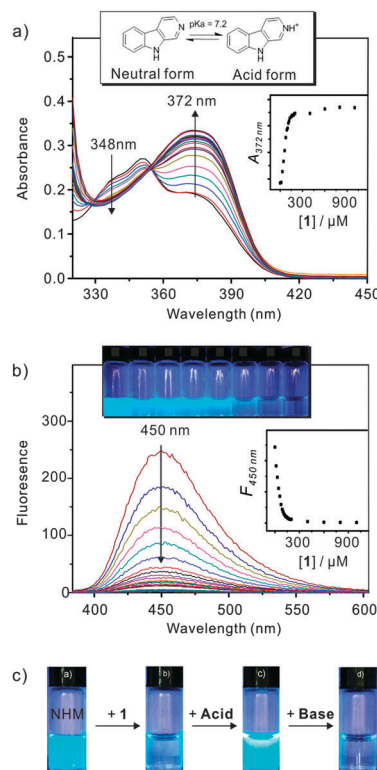 a)
pKa = 7.2
N
NH⁺
N
H
N
H
Neutral form
Acid form
348nm
372 nm
0.5
0.4
0.3
0.2
0.1
0.0
Absorbance
330
360
390
420
450
Wavelength (nm)
A372 nm
300
600
900
[1] / µM
b)
450 nm
300
200
100
0
Fluoresence
400
450
500
550
600
Wavelength (nm)
F450 nm
300
600
900
[1] / µM
c)
a)
b)
c)
d)
NHM
+ 1
+ Acid
+ Base